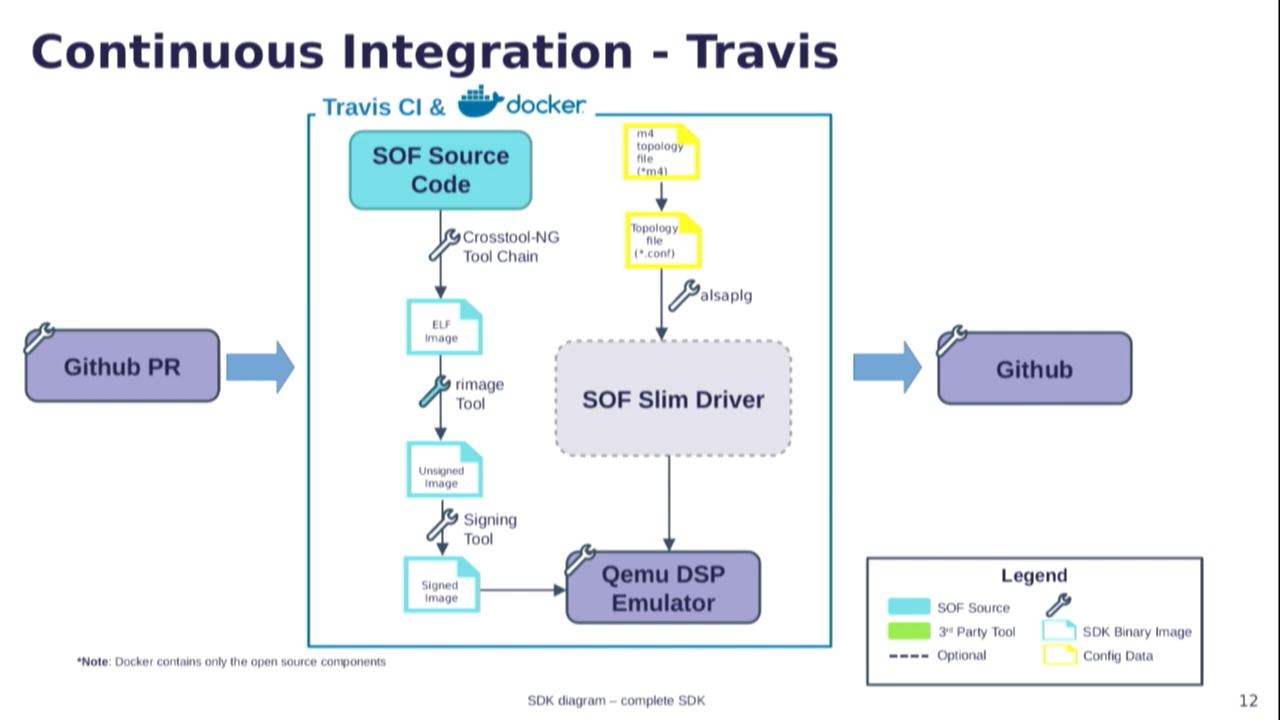 Continuous Integration - Travis
Travis CI & docker
SOF Source
Code
Crosstool-NG
Tool Chain
ELF
Image
rimage
Tool
Unsigned
Image
Signing
Tool
Signed
Image
m4
topology
file
(*m4)
Topology
file
(*.conf)
alsaplg
SOF Slim Driver
Qemu DSP
Emulator
Github PR
Github
Legend
SOF Source
3rd Party Tool
SDK Binary Image
Optional
Config Data
*Note: Docker contains only the open source components
SDK diagram – complete SDK
12